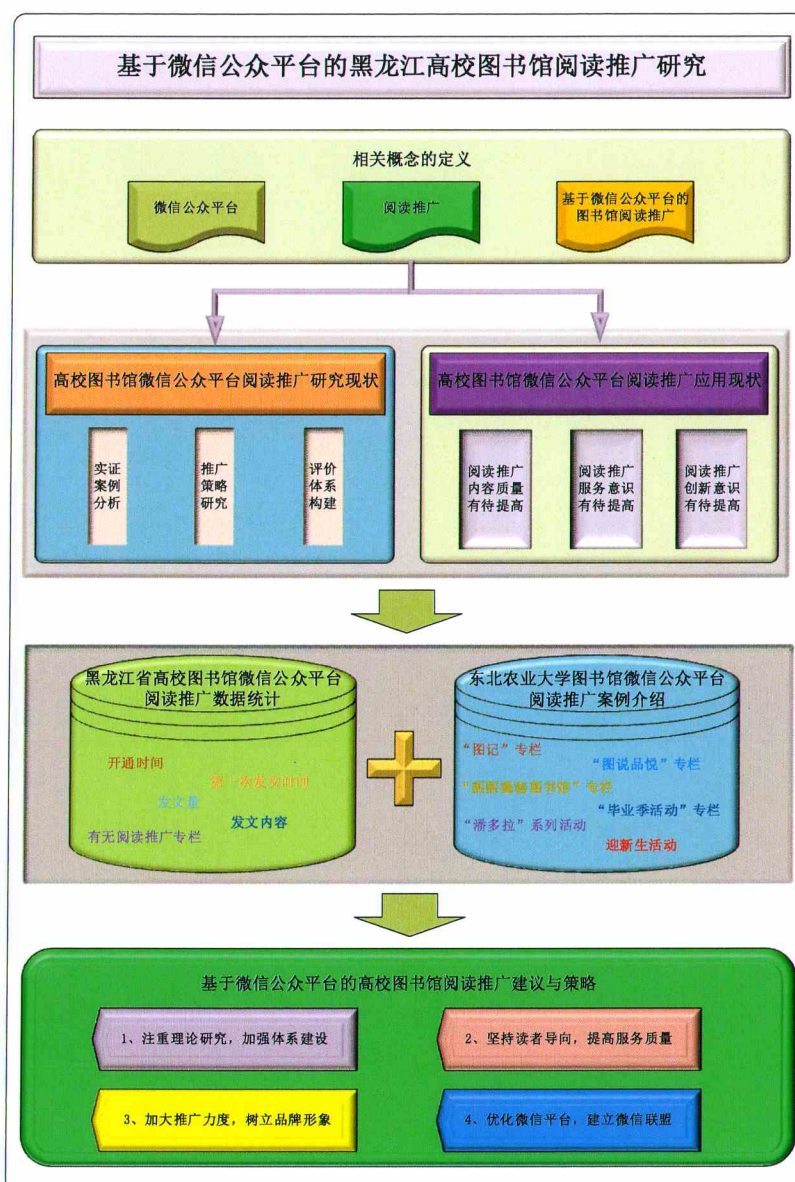 基于微信公众平台的黑龙江高校图书馆阅读推广研究
相关概念的定义
微信公众平台
阅读推广
基于微信公众平台的
图书馆阅读推广
高校图书馆微信公众平台阅读推广研究现状
实证
案例
分析
推广
策略
研究
评价
体系
构建
高校图书馆微信公众平台阅读推广应用现状
阅读推广
内容质量
有待提高
阅读推广
服务意识
有待提高
阅读推广
创新意识
有待提高
黑龙江省高校图书馆微信公众平台
阅读推广数据统计
开通时间
第一次发文时间
发文量
发文内容
有无阅读推广专栏
东北农业大学图书馆微信公众平台
阅读推广案例介绍
“图记”专栏
“图说品悦”专栏
图书馆”专栏
“毕业季活动”专栏
“潘多拉”系列活动
迎新生活动
基于微信公众平台的高校图书馆阅读推广建议与策略
1、注重理论研究，加强体系建设
2、坚持读者导向，提高服务质量
3、加大推广力度，树立品牌形象
4、优化微信平台，建立微信联盟